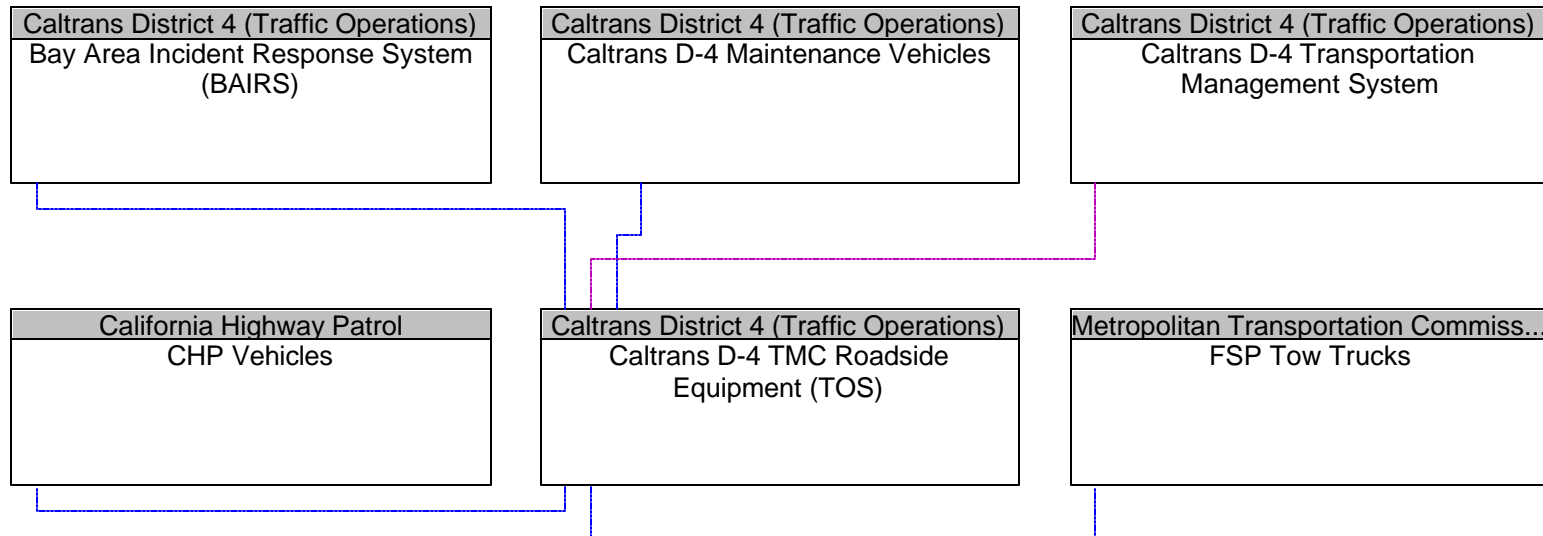 Caltrans District 4 (Traffic Operations)
Bay Area Incident Response System
(BAIRS)
Caltrans District 4 (Traffic Operations)
Caltrans D-4 Maintenance Vehicles
Caltrans District 4 (Traffic Operations)
Caltrans D-4 Transportation
Management System
California Highway Patrol
CHP Vehicles
Caltrans District 4 (Traffic Operations)
Caltrans D-4 TMC Roadside
Equipment (TOS)
Metropolitan Transportation Commiss...
FSP Tow Trucks